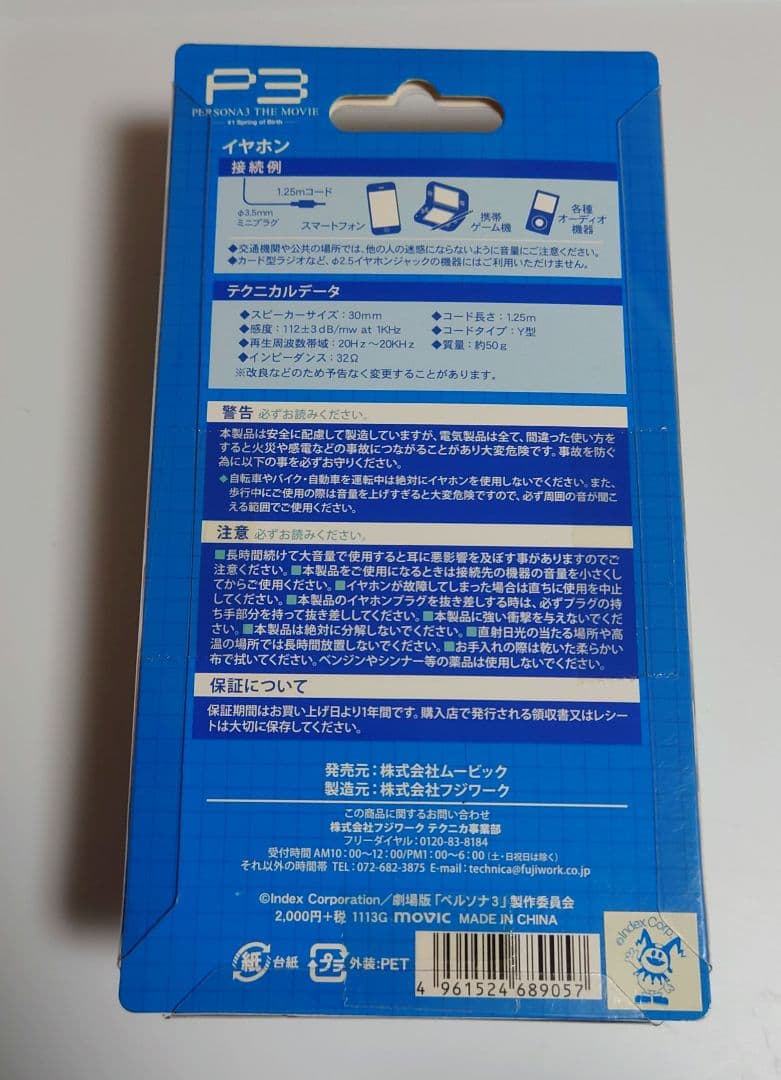 P3
PERSONA3 THE MOVIE
#1 Spring of Birth
イヤホン
接続例
1.25mコード
φ3.5mm
ミニプラグ
スマートフォン
携帯
ゲーム機
各種
オーディオ
機器
◆交通機関や公共の場所では、他の人の迷惑にならないように音量にご注意ください。
◆カード型ラジオなど、φ2.5イヤホンジャックの機器にはご利用いただけません。
テクニカルデータ
◆スピーカーサイズ：30mm
◆感度：112±3dB/mw at 1KHz
◆再生周波数帯域：20Hz～20KHz
◆インピーダンス：32Ω
◆コード長さ：1.25m
◆コードタイプ：Y型
◆質量：約50g
※改良などのため予告なく変更することがあります。
警告 必ずお読みください。
本製品は安全に配慮して製造していますが、電気製品は全て、間違った使い方を
すると火災や感電などの事故につながることがあり大変危険です。事故を防ぐ
為に以下の事を必ずお守りください。
◆自転車やバイク・自動車を運転中は絶対にイヤホンを使用しないでください。また、
歩行中にご使用の際は音量を上げすぎると大変危険ですので、必ず周囲の音が聞こ
える範囲でご使用ください。
注意 必ずお読みください。
■長時間続けて大音量で使用すると耳に悪影響を及ぼす事がありますのでご
注意ください。■本製品をご使用になるときは接続先の機器の音量を小さくし
てからご使用ください。■イヤホンが故障してしまった場合は直ちに使用を中止
してください。■本製品のイヤホンプラグを抜き差しする時は、必ずプラグの持
ち手部分を持って抜き差ししてください。■本製品に強い衝撃を与えないでくだ
さい。■本製品は絶対に分解しないでください。■直射日光の当たる場所や高
温の場所では長時間放置しないでください。■お手入れの際は乾いた柔らかい
布で拭いてください。ベンジンやシンナー等の薬品は使用しないでください。
保証について
保証期間はお買い上げ日より1年間です。購入店で発行される領収書又はレシー
トは大切に保存してください。
発売元：株式会社ムービック
製造元：株式会社フジワーク
この商品に関するお問い合わせ
株式会社フジワーク テクニカ事業部
フリーダイヤル：0120-83-8184
受付時間 AM10：00～12：00/PM1：00～6：00（土・日祝日は除く）
それ以外の時間帯 TEL：072-682-3875 E-mail：technica@fujiwork.co.jp
©Index Corporation／劇場版「ペルソナ3」製作委員会
2,000円+税 1113G movic MADE IN CHINA
紙 台紙 プラ 外装：PET
4 961524 689057
©Index Corp